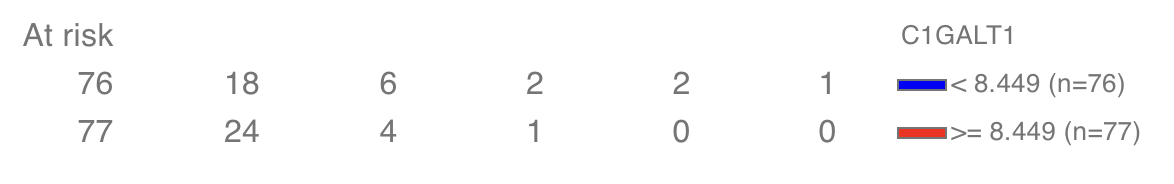 At risk C1GALT1
76 18 6 2 2 1 < 8.449 (n=76)
77 24 4 1 0 0 >= 8.449 (n=77)